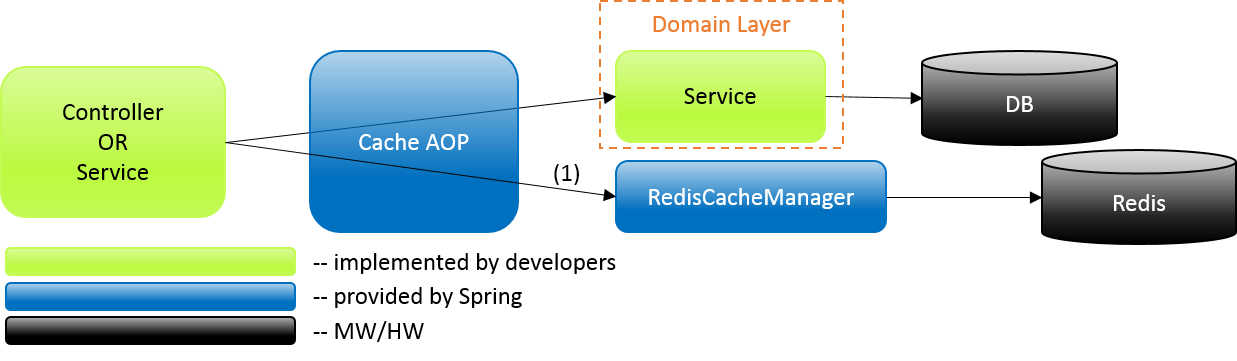 Domain Layer
Controller
OR
Service
Cache AOP
Service
DB
(1)
RedisCacheManager
Redis
-- implemented by developers
-- provided by Spring
-- MW/HW